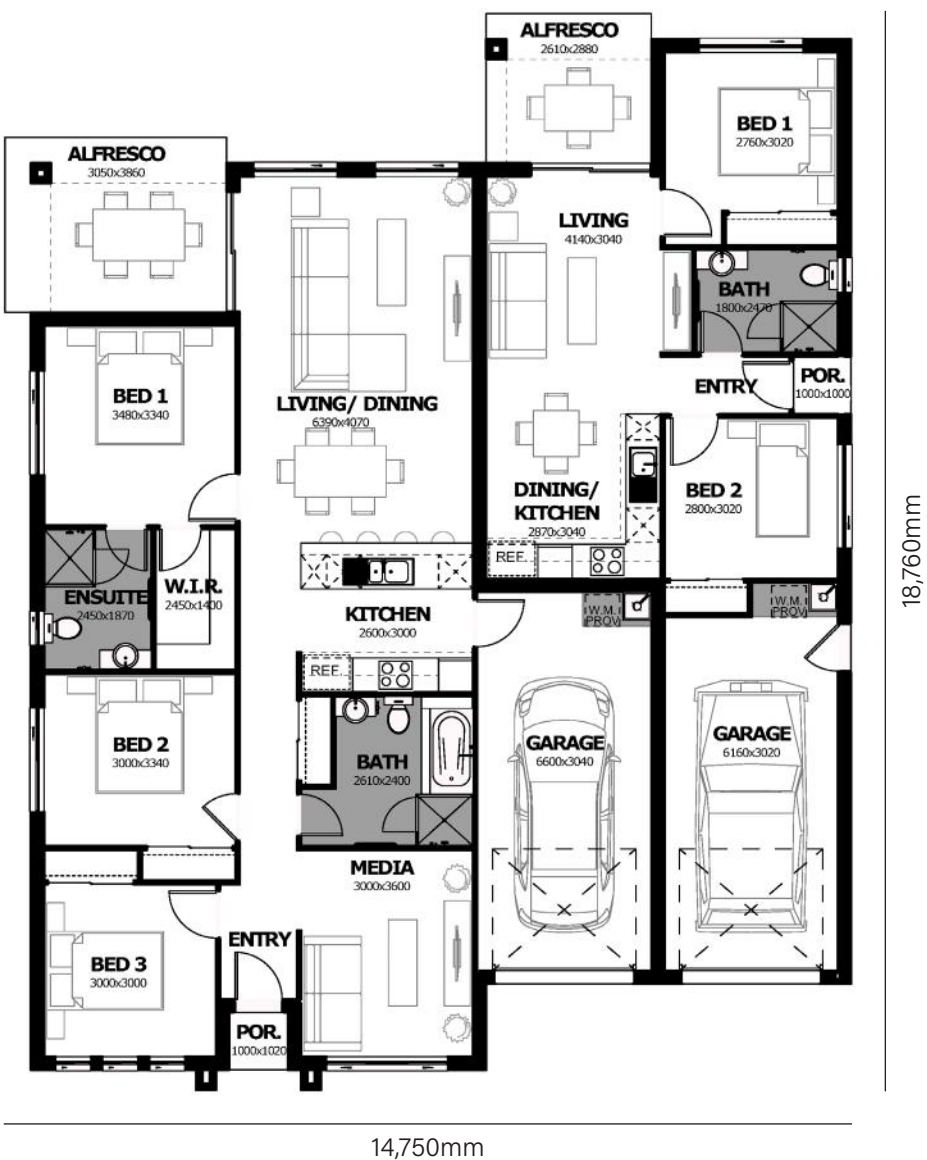 ALFRESCO
2610x2880
BED 1
2760x3020
ALFRESCO
3050x3860
LIVING
4140x3040
BATH
1800x2470
ENTRY
POR.
1000x1000
BED 1
3480x3340
LIVING/ DINING
6390x4070
DINING/
KITCHEN
2870x3040
REF.
BED 2
2800x3020
ENSUITE
2450x1870
W.I.R.
2450x1400
KITCHEN
2600x3000
REF.
W.M.
PROV
W.M.
PROV
BED 2
3000x3340
BATH
2610x2400
GARAGE
6600x3040
GARAGE
6160x3020
MEDIA
3000x3600
ENTRY
BED 3
3000x3000
POR.
1000x1020
18,760mm
14,750mm